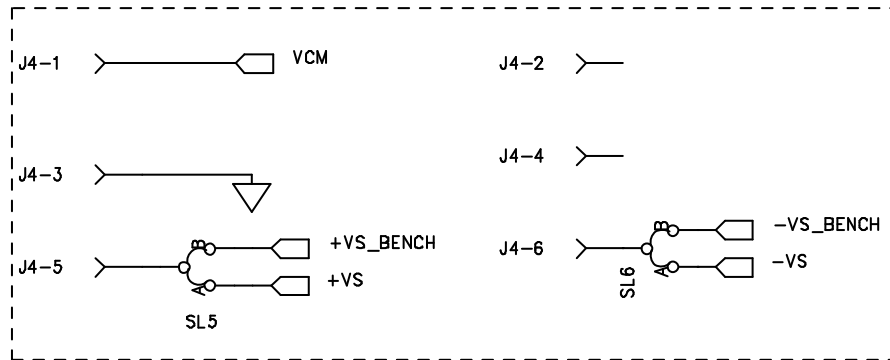 J4-1 VCM J4-2
J4-4
J4-3
B +VS_BENCH
B -VS_BENCH
J4-6
J4-5
A +VS
A -VS
SL5
SL6